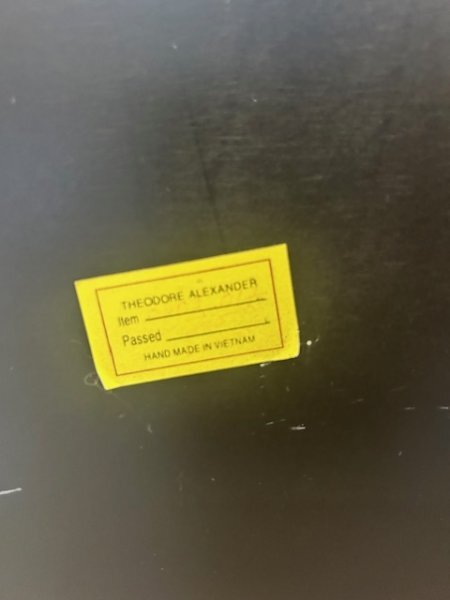 THEODORE ALEXANDER
Item
Passed
HAND MADE IN VIETNAM